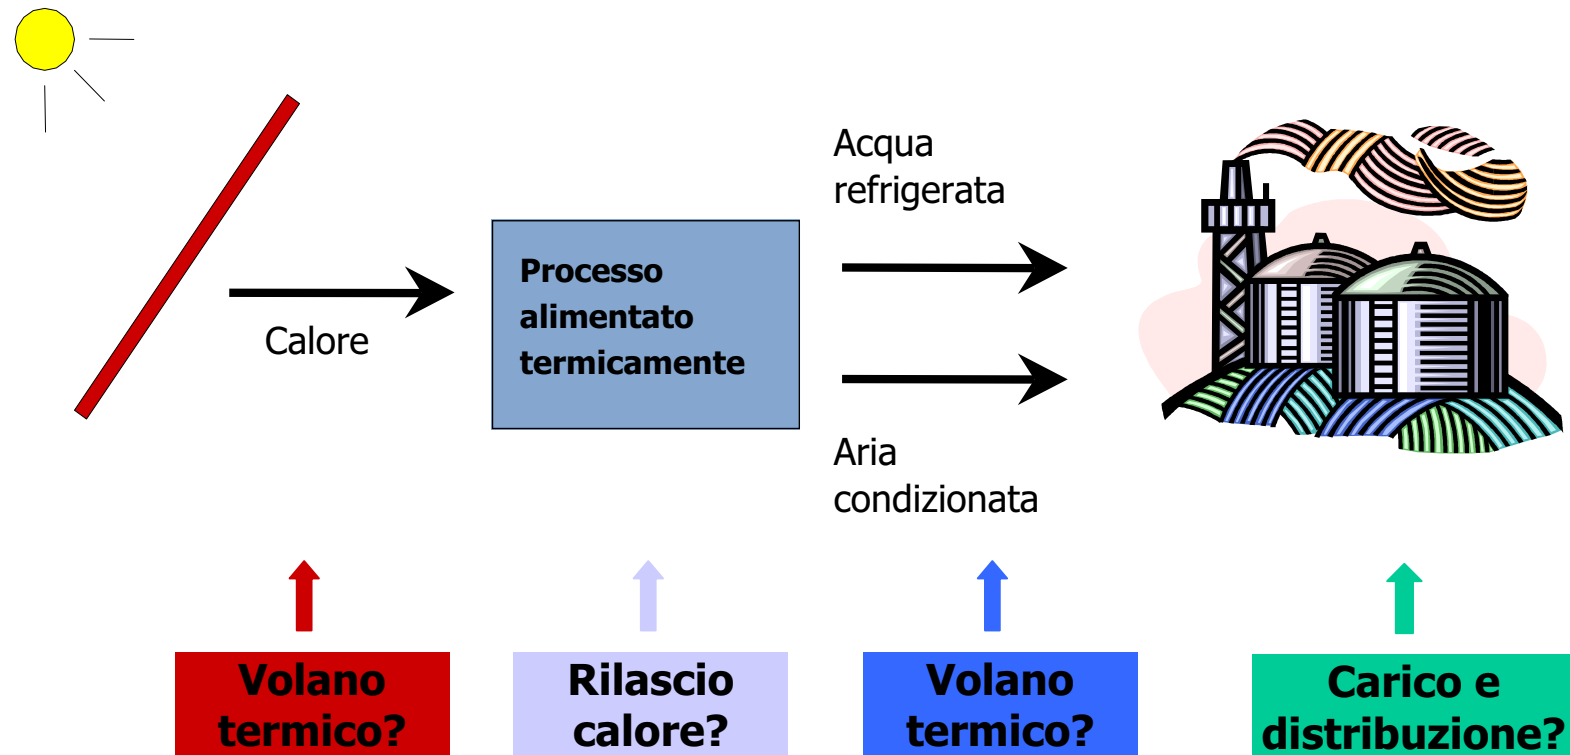 Acqua
refrigerata
Processo
alimentato
termicamente
Calore
Aria
condizionata
Volano
termico?
Rilascio
calore?
Volano
termico?
Carico e
distribuzione?